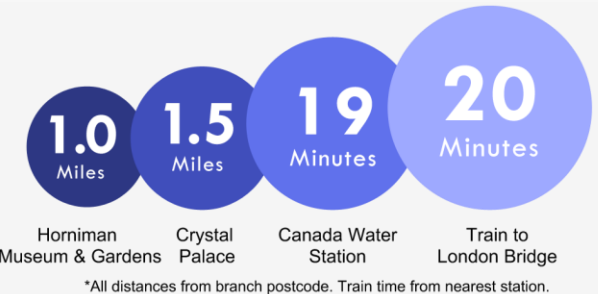 1.0
Miles
1.5
Miles
19
Minutes
20
Minutes
Horniman
Museum & Gardens
Crystal
Palace
Canada Water
Station
Train to
London Bridge
*All distances from branch postcode. Train time from nearest station.